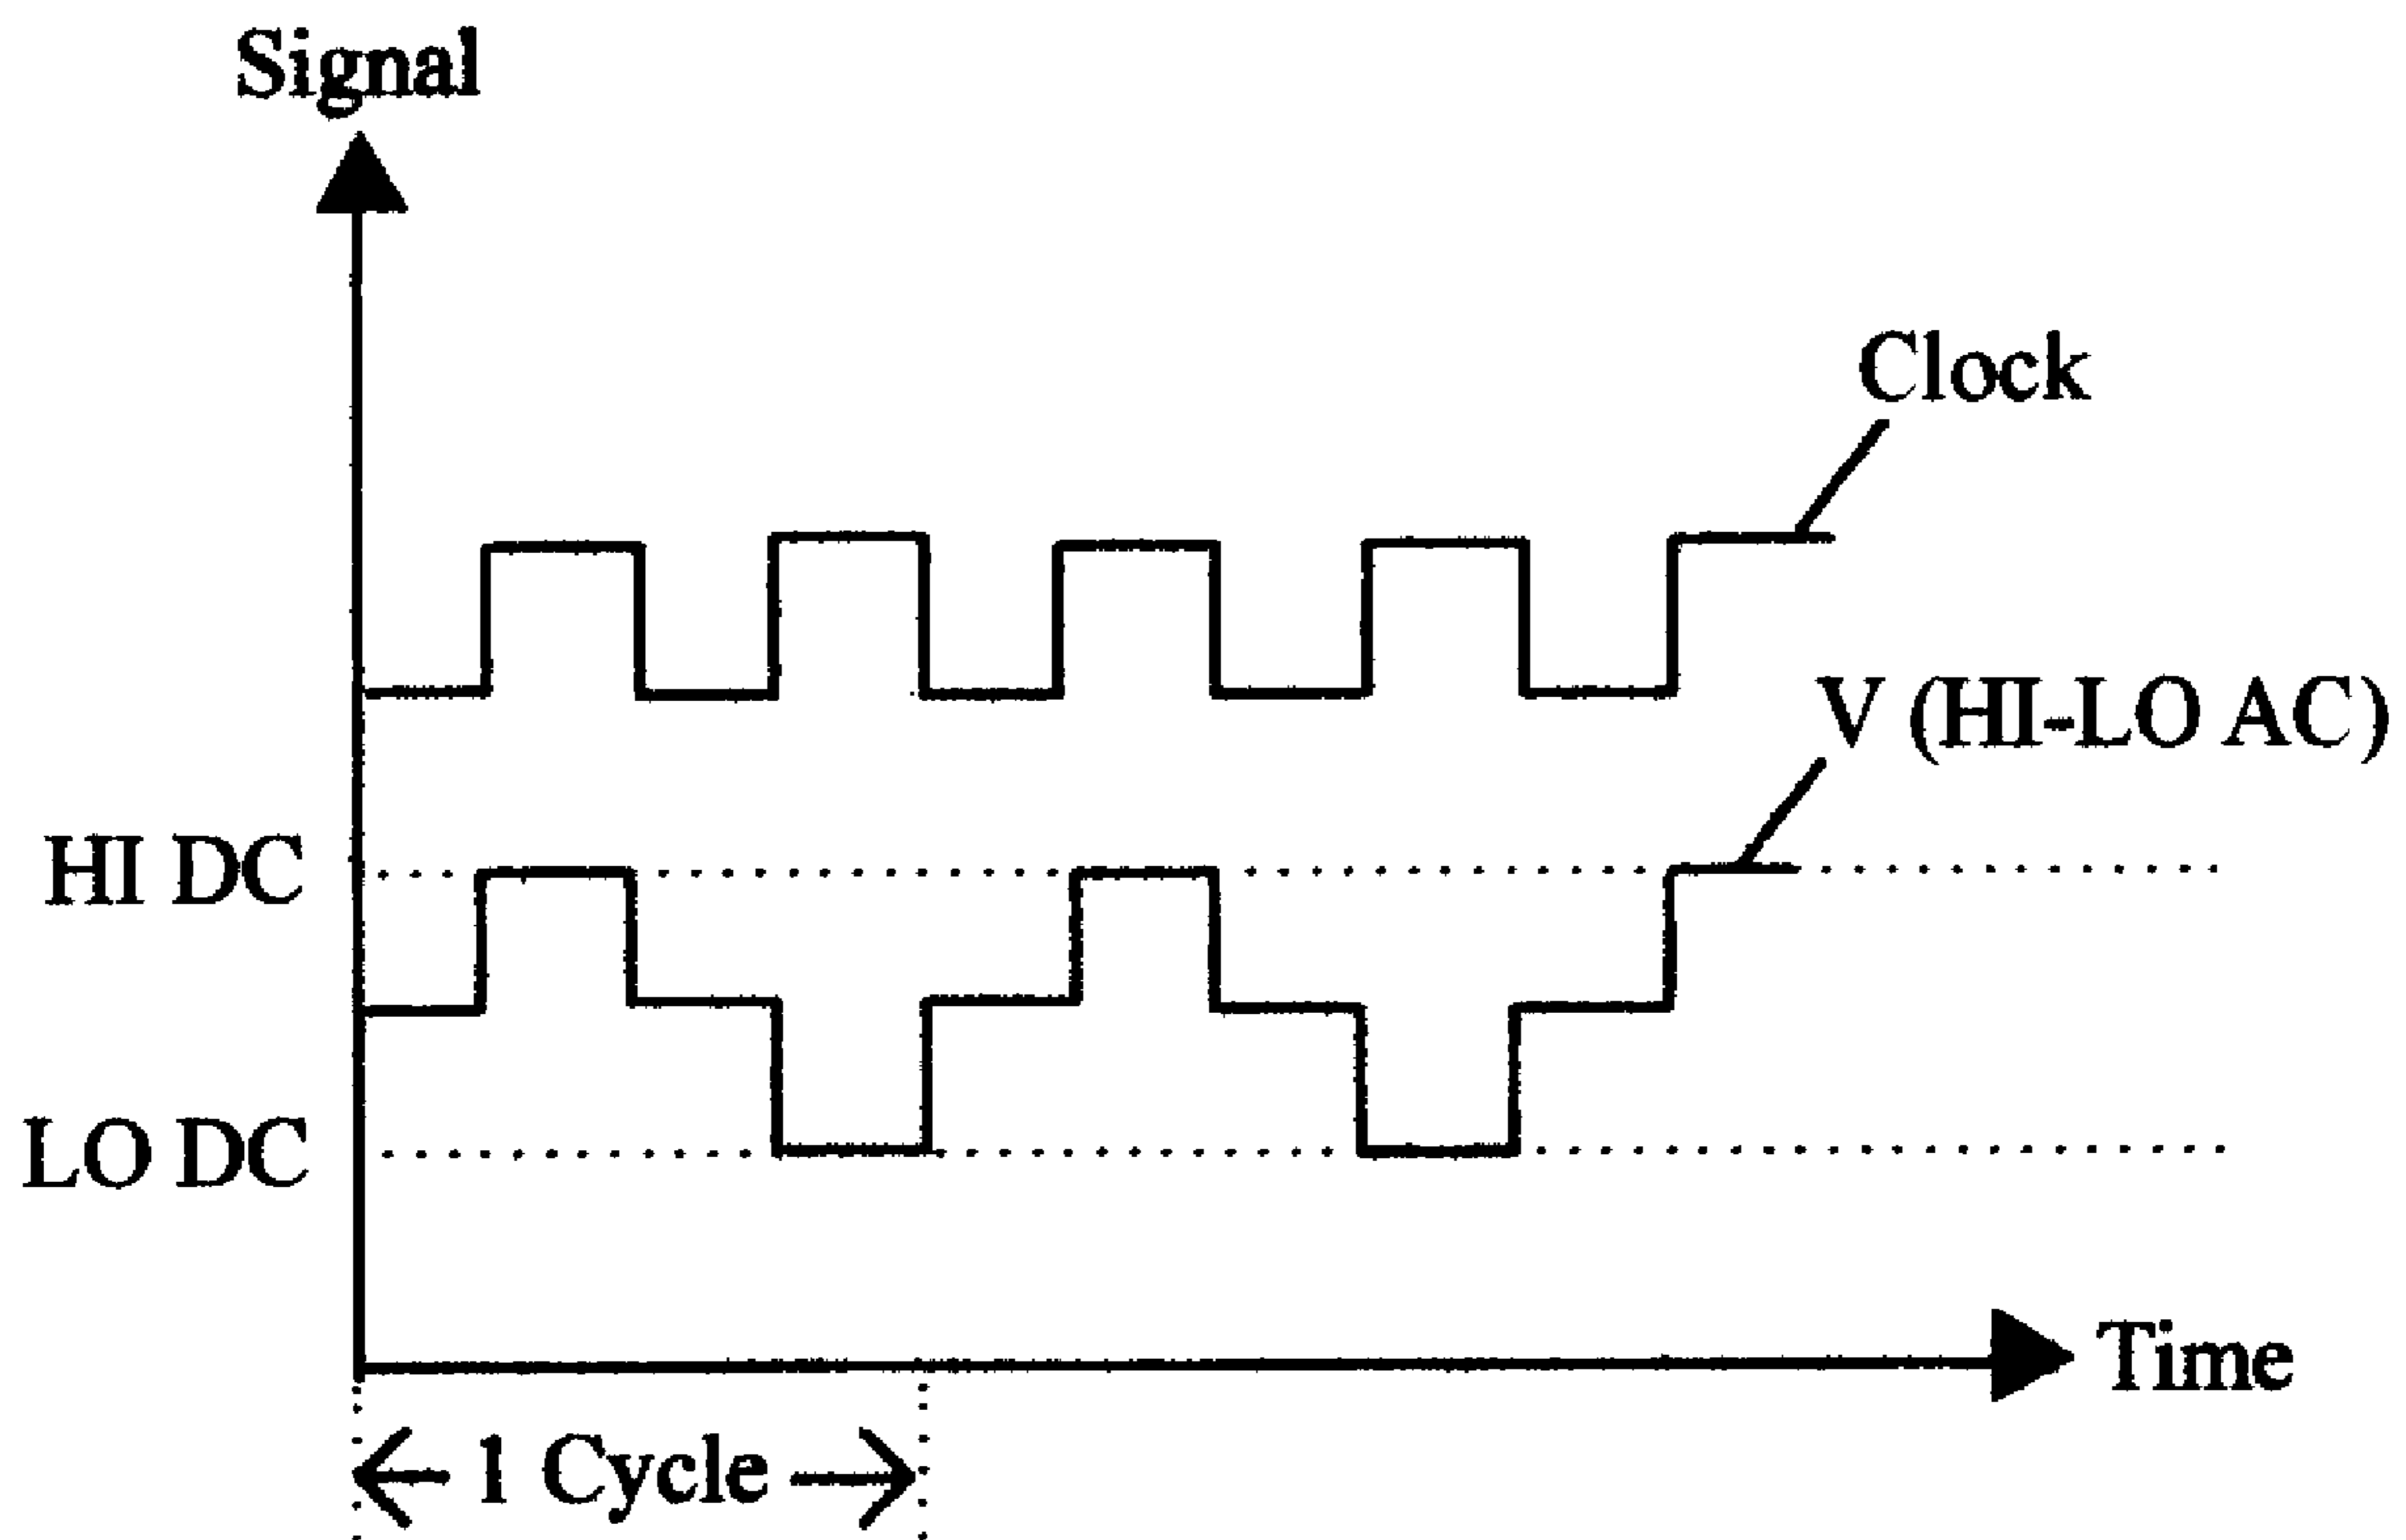 Signal
Clock
V (HI-LO AC)
HI DC
LO DC
Time
1 Cycle